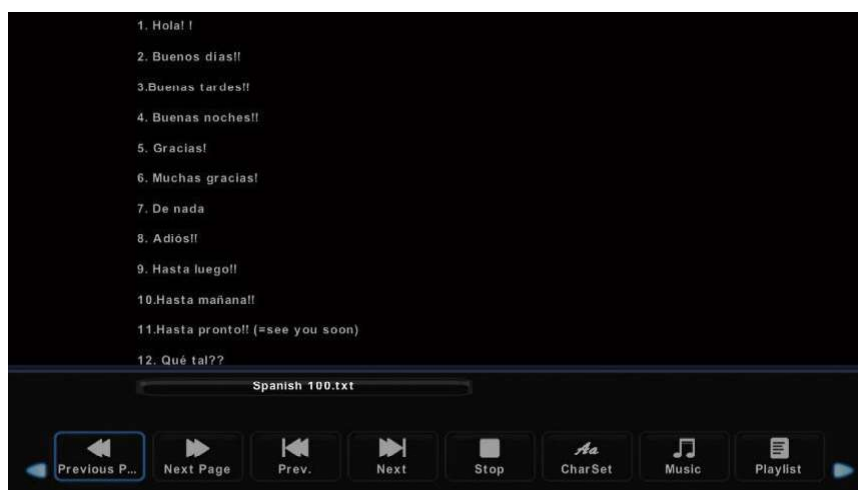 1. Hola! !
2. Buenos días!!
3.Buenas tardes!!
4. Buenas noches!!
5. Gracias!
6. Muchas gracias!
7. De nada
8. Adiós!!
9. Hasta luego!!
10.Hasta mañana!!
11.Hasta pronto!! (=see you soon)
12. Qué tal??
Spanish 100.txt
Previous P... Next Page Prev. Next Stop CharSet Music Playlist